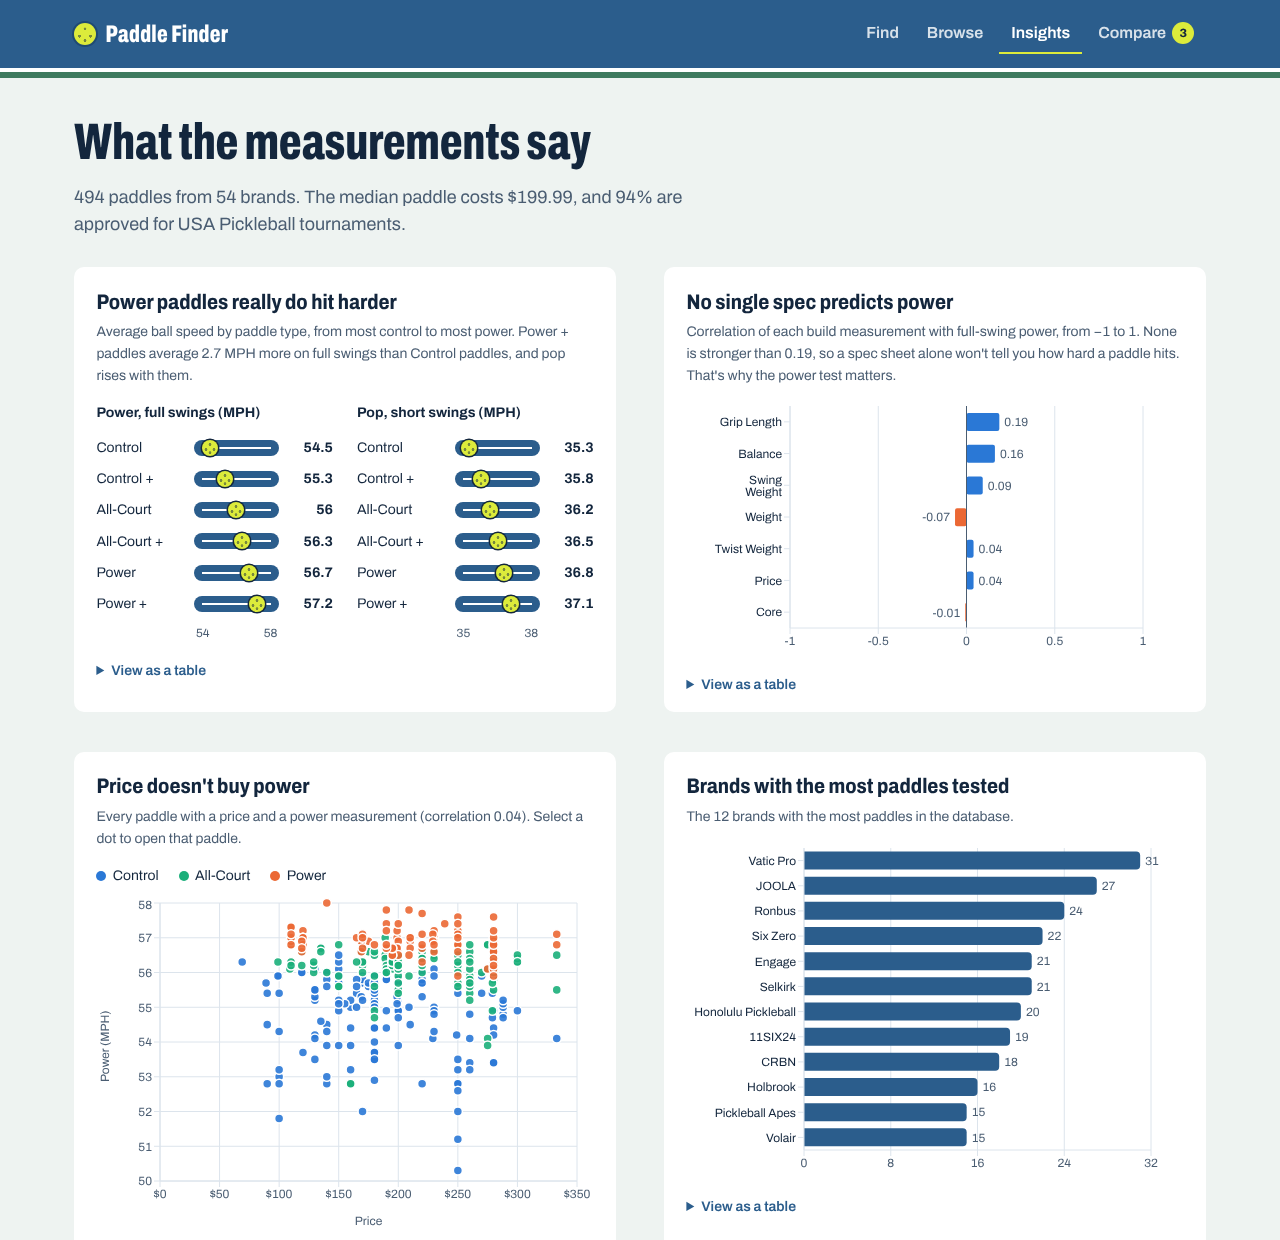 Paddle Finder
Find Browse Insights Compare 3
What the measurements say
494 paddles from 54 brands. The median paddle costs $199.99, and 94% are
approved for USA Pickleball tournaments.
Power paddles really do hit harder
Average ball speed by paddle type, from most control to most power. Power +
paddles average 2.7 MPH more on full swings than Control paddles, and pop
rises with them.
Power, full swings (MPH)
Control 54.5
Control + 55.3
All-Court 56
All-Court + 56.3
Power 56.7
Power + 57.2
54 58
Pop, short swings (MPH)
Control 35.3
Control + 35.8
All-Court 36.2
All-Court + 36.5
Power 36.8
Power + 37.1
35 38
View as a table
No single spec predicts power
Correlation of each build measurement with full-swing power, from −1 to 1. None
is stronger than 0.19, so a spec sheet alone won't tell you how hard a paddle hits.
That's why the power test matters.
Grip Length 0.19
Balance 0.16
Swing
Weight 0.09
Weight -0.07
Twist Weight 0.04
Price 0.04
Core -0.01
-1 -0.5 0 0.5 1
View as a table
Price doesn't buy power
Every paddle with a price and a power measurement (correlation 0.04). Select a
dot to open that paddle.
Control All-Court Power
58
57
56
55
54
53
52
51
50
Power (MPH)
$0 $50 $100 $150 $200 $250 $300 $350
Price
Brands with the most paddles tested
The 12 brands with the most paddles in the database.
Vatic Pro 31
JOOLA 27
Ronbus 24
Six Zero 22
Engage 21
Selkirk 21
Honolulu Pickleball 20
11SIX24 19
CRBN 18
Holbrook 16
Pickleball Apes 15
Volair 15
0 8 16 24 32
View as a table